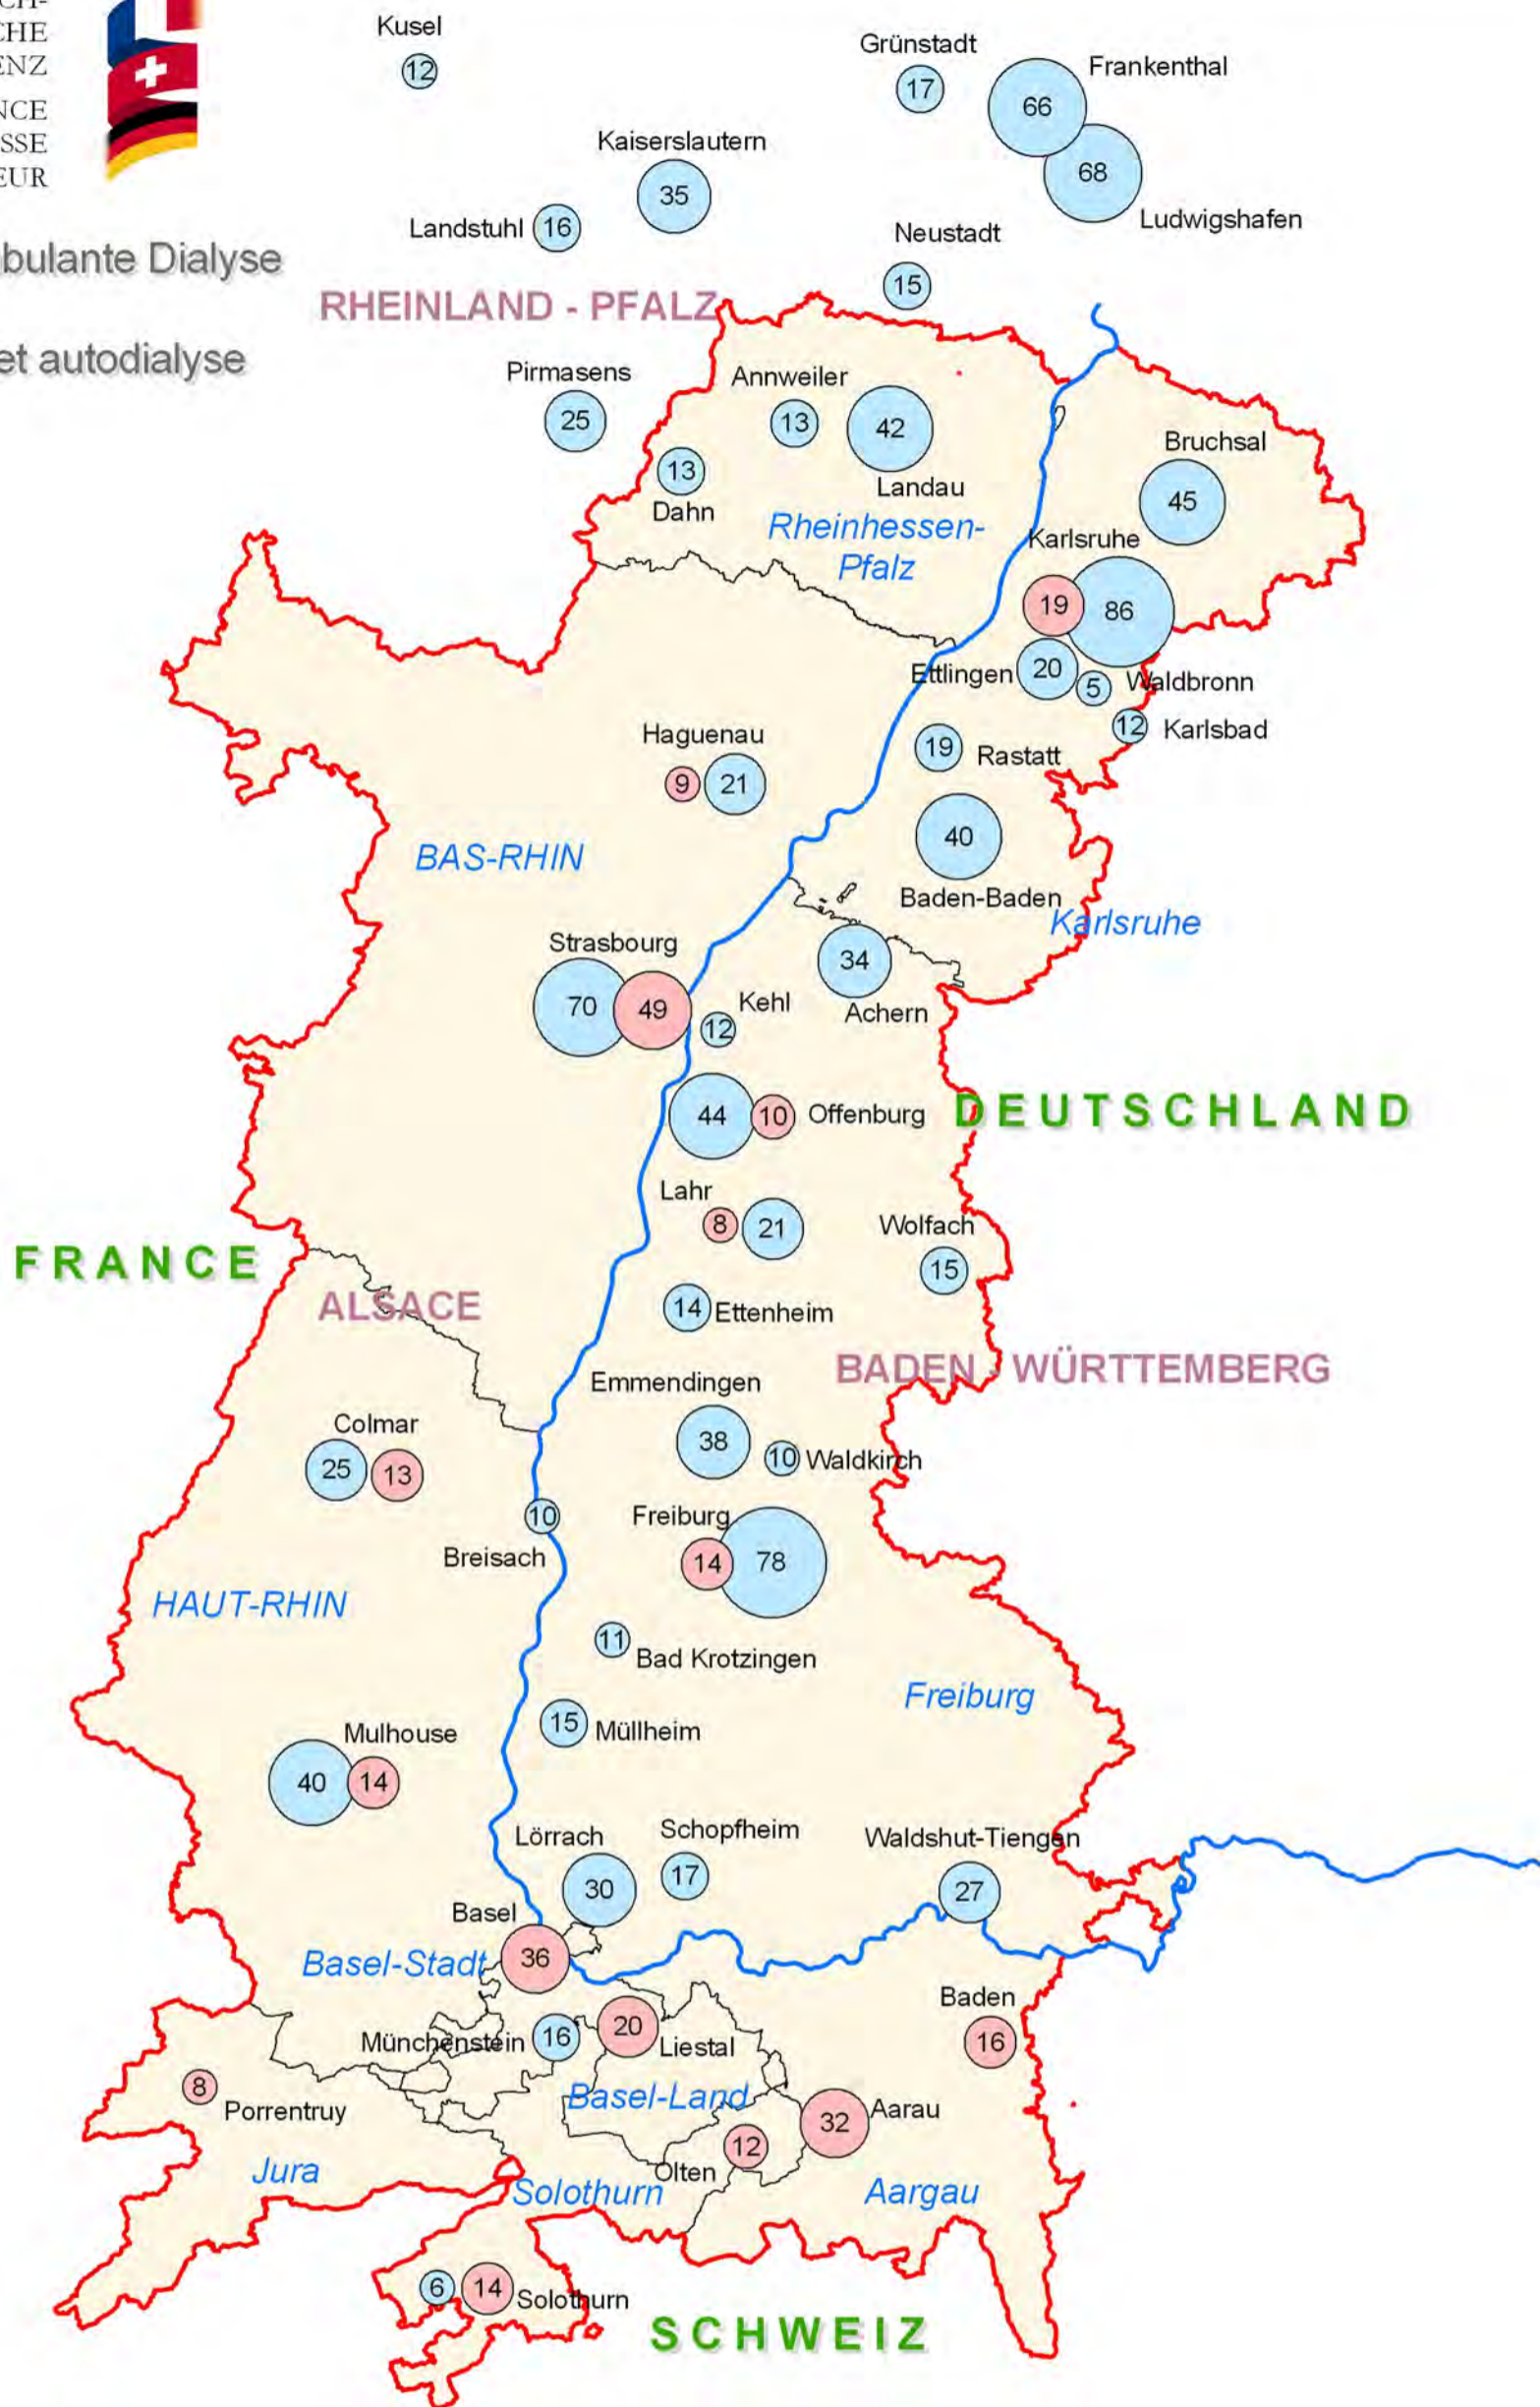 CHE
ENZ
NCE
SSE
EUR
bulante Dialyse
et autodialyse
Kusel
12
Grünstadt
17
Frankenthal
66
68
Ludwigshafen
Kaiserslautern
35
Landstuhl
16
Neustadt
15
RHEINLAND - PFALZ
Pirmasens
25
Annweiler
13
42
Landau
13
Dahn
Rheinhessen-
Pfalz
Bruchsal
45
Karlsruhe
19
86
Ettlingen
20
5
Waldbronn
12
Karlsbad
Haguenau
9
21
19
Rastatt
BAS-RHIN
40
Baden-Baden
Karlsruhe
Strasbourg
70
49
Kehl
12
34
Achern
44
10
Offenburg
DEUTSCHLAND
Lahr
8
21
Wolfach
15
FRANCE
ALSACE
14
Ettenheim
BADEN - WÜRTTEMBERG
Emmendingen
38
10
Waldkirch
Colmar
25
13
10
Breisach
Freiburg
14
78
HAUT-RHIN
11
Bad Krotzingen
Freiburg
15
Müllheim
Mulhouse
40
14
Lörrach
30
Schopfheim
17
Waldshut-Tiengen
27
Basel
36
Basel-Stadt
Münchenstein
16
20
Liestal
Baden
16
8
Porrentruy
Basel-Land
32
Aarau
12
Olten
Jura
Solothurn
Aargau
6
14
Solothurn
SCHWEIZ